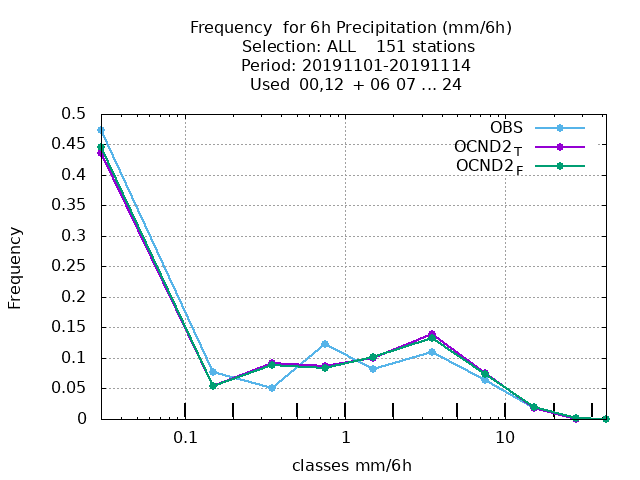 Frequency  for 6h Precipitation (mm/6h)
Selection: ALL    151 stations
Period: 20191101-20191114
Used  00,12  + 06 07 ... 24
0.5
0.45
0.4
0.35
0.3
0.25
0.2
0.15
0.1
0.05
0
Frequency
OBS
OCND2_T
OCND2_F
0.1
1
10
classes mm/6h